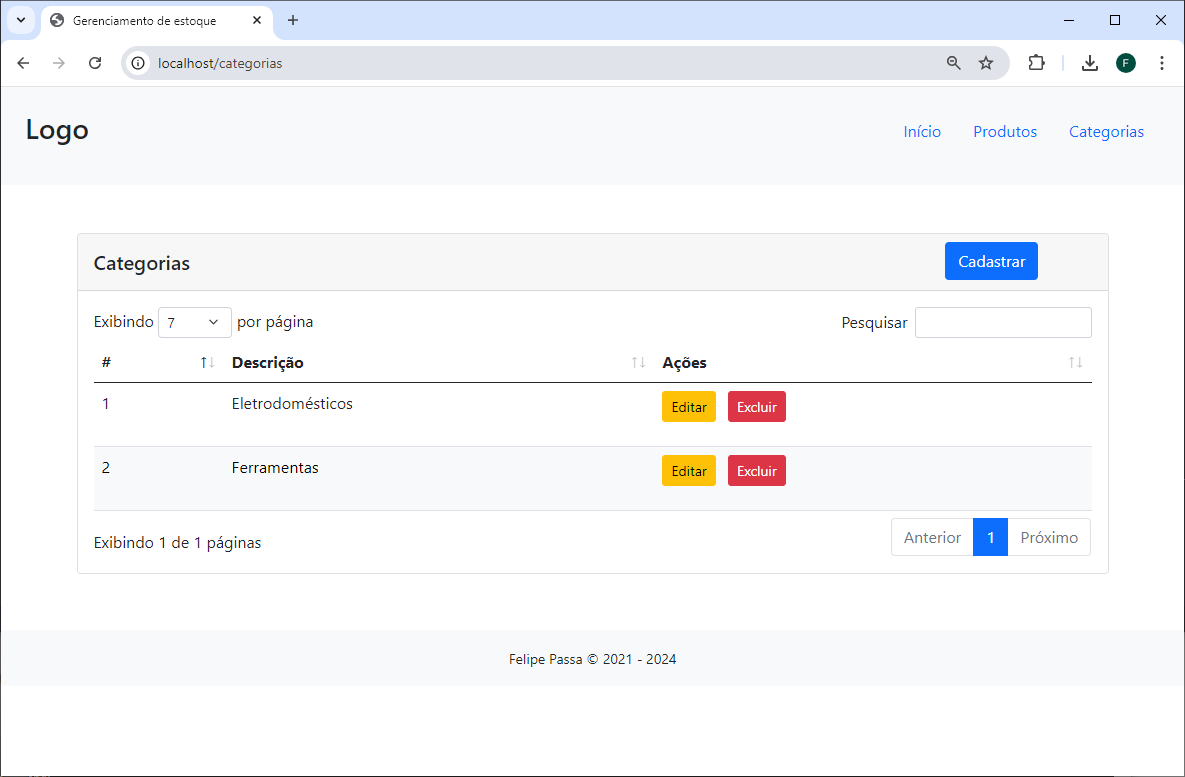 Gerenciamento de estoque
localhost/categorias
F
Logo
Início Produtos Categorias
Categorias Cadastrar
Exibindo 7 por página Pesquisar
# Descrição Ações
1 Eletrodomésticos Editar Excluir
2 Ferramentas Editar Excluir
Exibindo 1 de 1 páginas Anterior 1 Próximo
Felipe Passa © 2021 - 2024